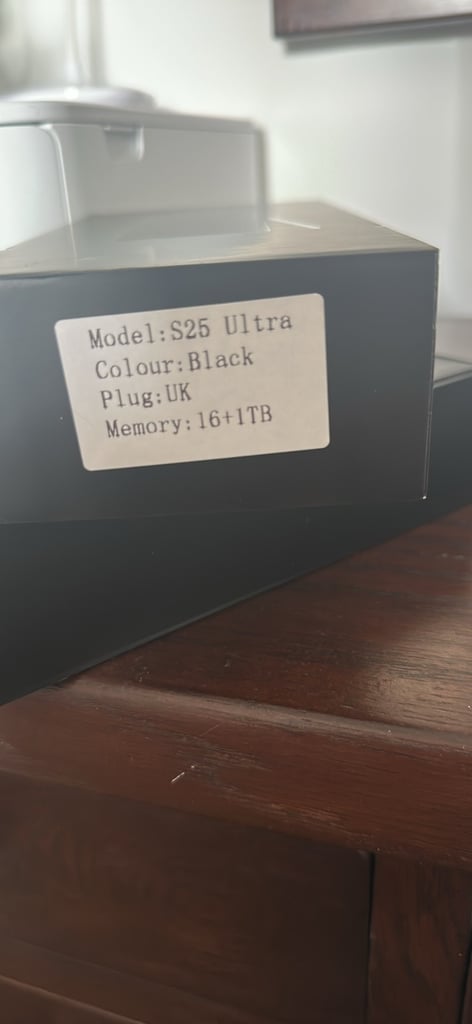 Model:S25 Ultra
Colour:Black
Plug:UK
Memory:16+1TB